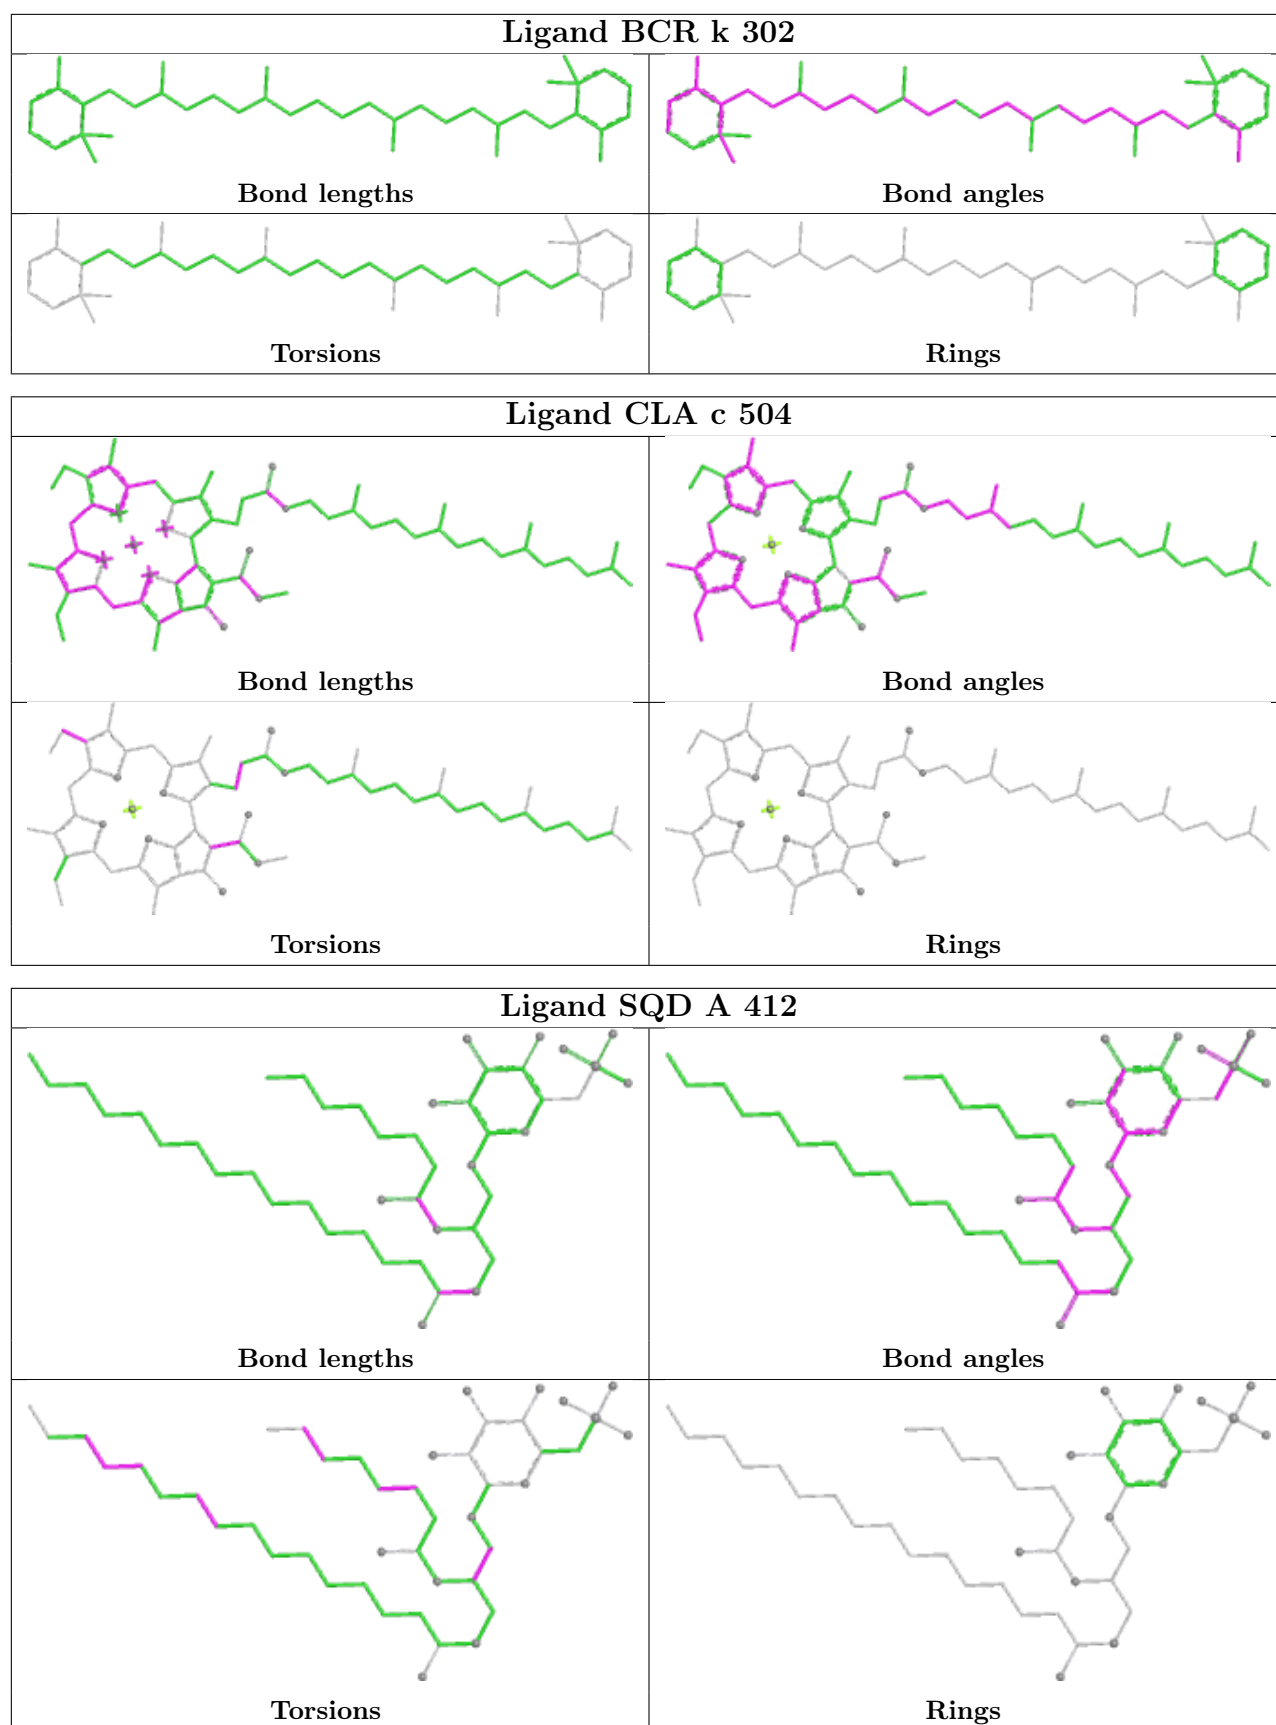 Ligand BCR k 302
Bond lengths
Bond angles
Torsions
Rings
Ligand CLA c 504
Bond lengths
Bond angles
Torsions
Rings
Ligand SQD A 412
Bond lengths
Bond angles
Torsions
Rings